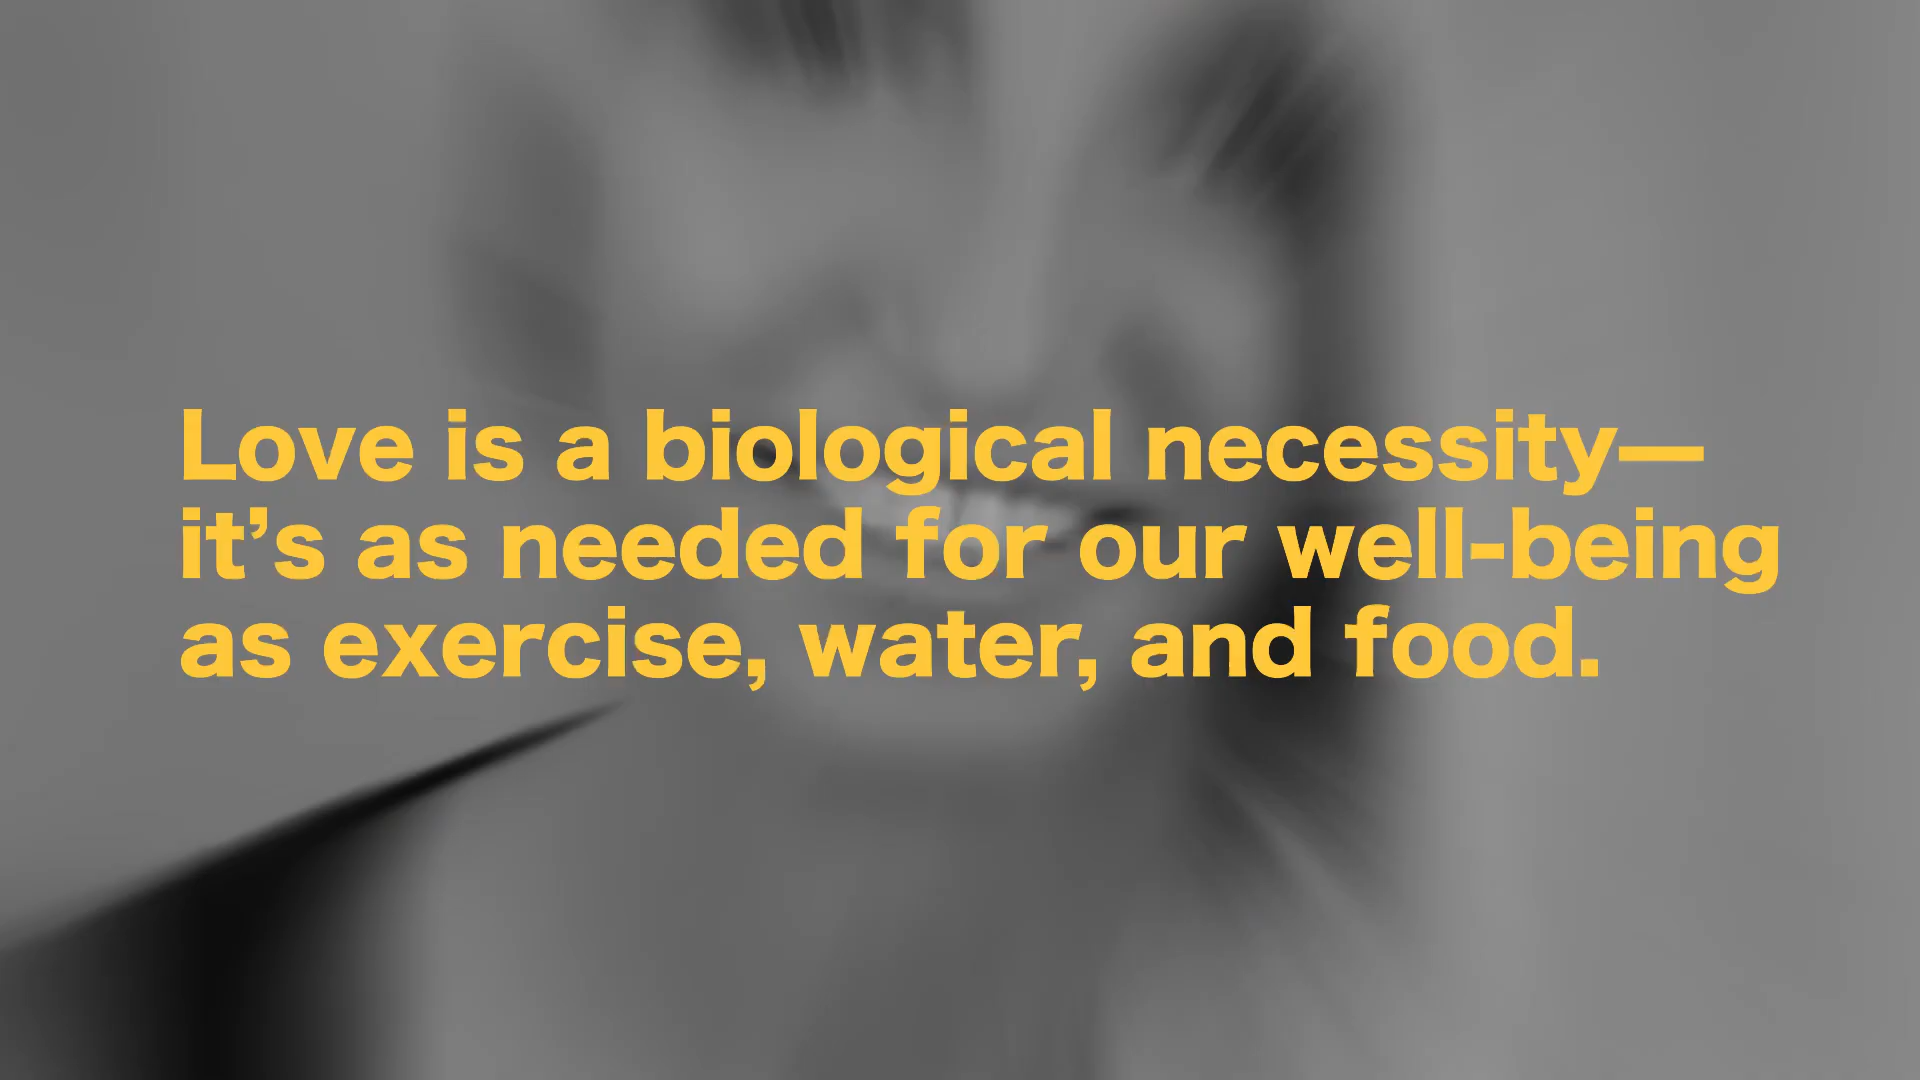 Love is a biological necessity—
it’s as needed for our well-being
as exercise, water, and food.